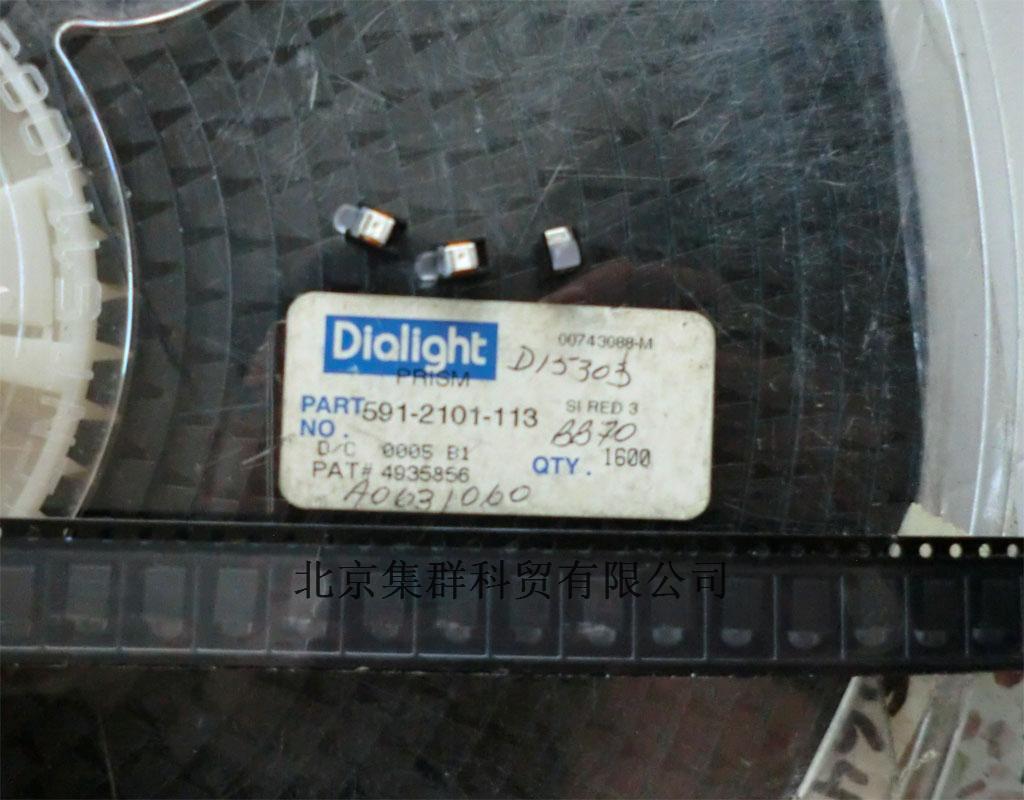 Dialight
00743088-M
PRISM
D15303
PART NO. 591-2101-113
SI RED 3
BB70
D/C 0005 B1
QTY. 1600
PAT# 4935856
A0631060
北京集群科贸有限公司